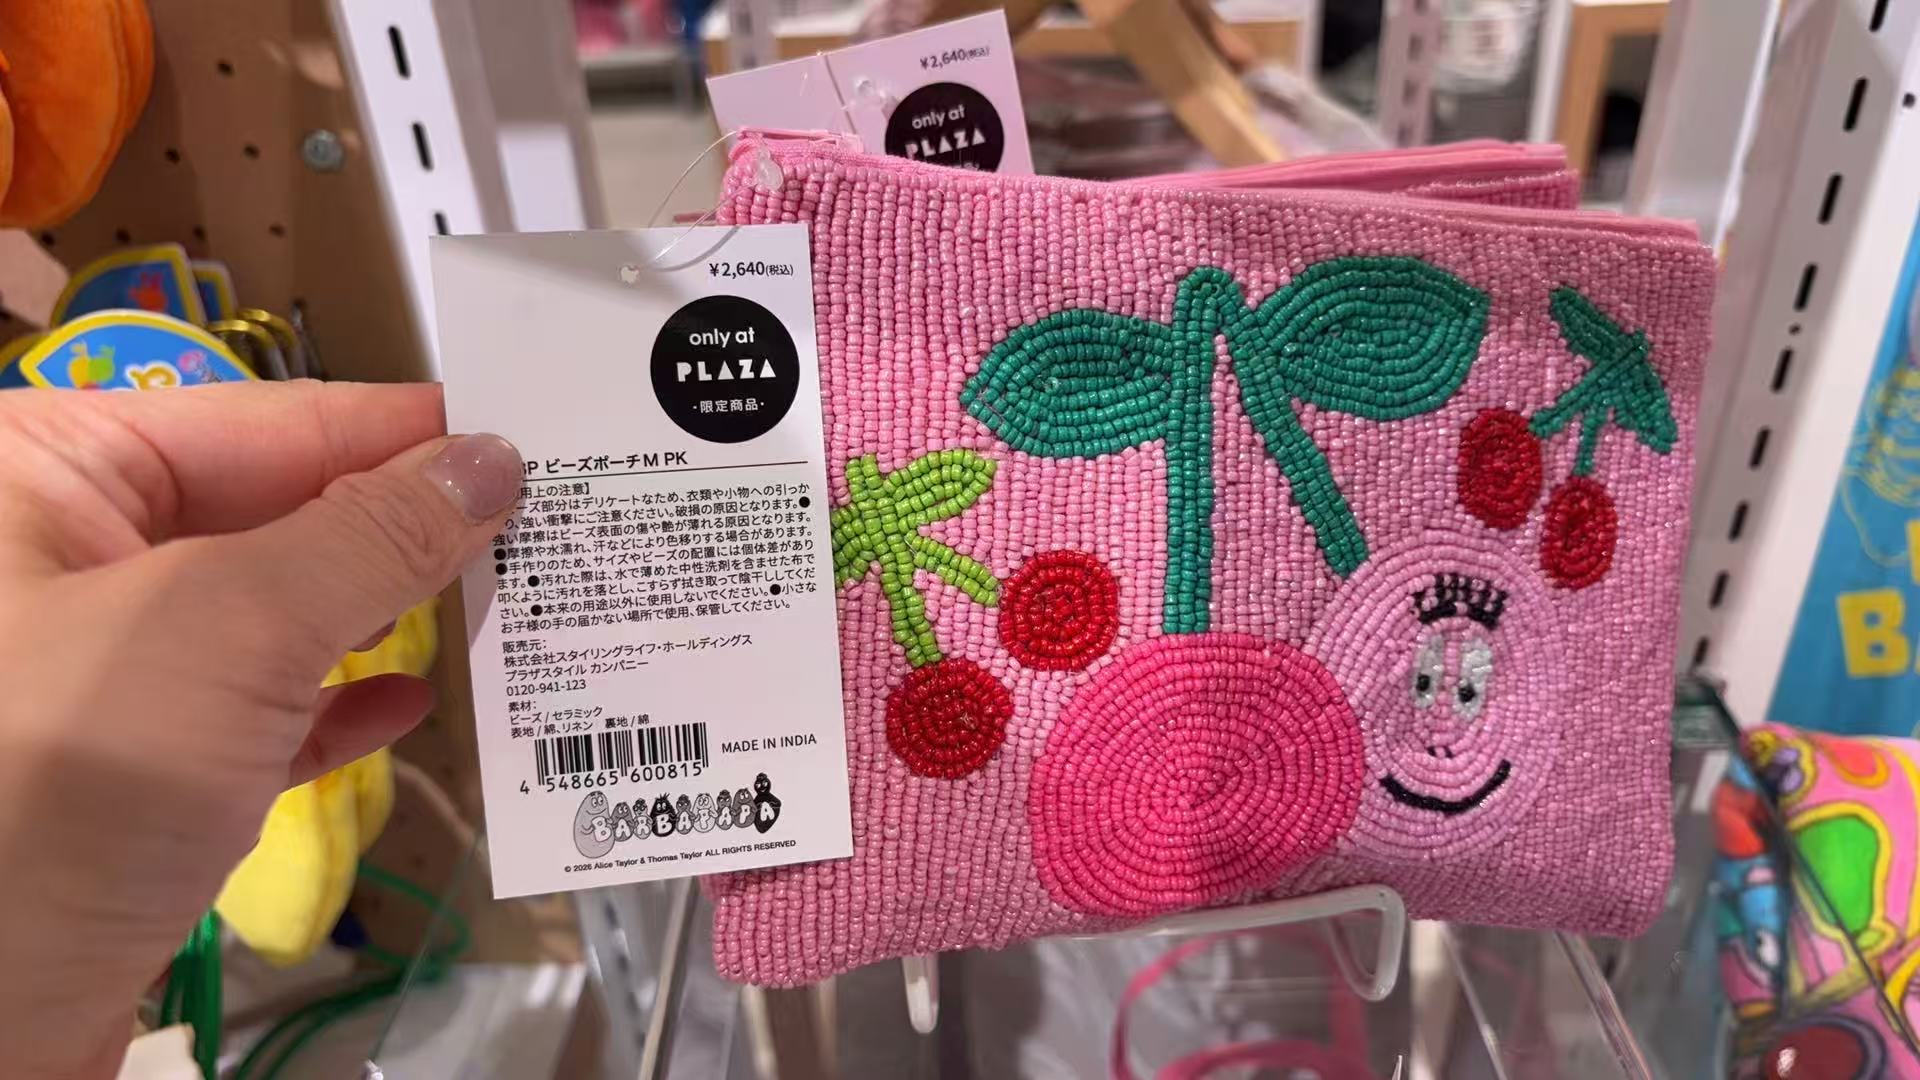 ¥2,640(税込)
only at
PLAZA
¥2,640(税込)
only at
PLAZA
・限定商品・
BP ビーズポーチM PK
用上の注意】
ーズ部分はデリケートなため、衣類や小物への引っか
り、強い衝撃にご注意ください。破損の原因となります。●
強い摩擦はビーズ表面の傷や艶が薄れる原因となります。
●摩擦や水濡れ、汗などにより色移りする場合があります。
●手作りのため、サイズやビーズの配置には個体差があり
ます。●汚れた際は、水で薄めた中性洗剤を含ませた布で
叩くように汚れを落とし、こすらず拭き取って陰干ししてくだ
さい。●本来の用途以外に使用しないでください。●小さな
お子様の手の届かない場所で使用、保管してください。
販売元:
株式会社スタイリングライフ・ホールディングス
プラザスタイル カンパニー
0120-941-123
素材:
ビーズ / セラミック
表地 / 綿、リネン 裏地 / 綿
MADE IN INDIA
4 548665 600815
BARBAPAPA
© 2026 Alice Taylor & Thomas Taylor ALL RIGHTS RESERVED